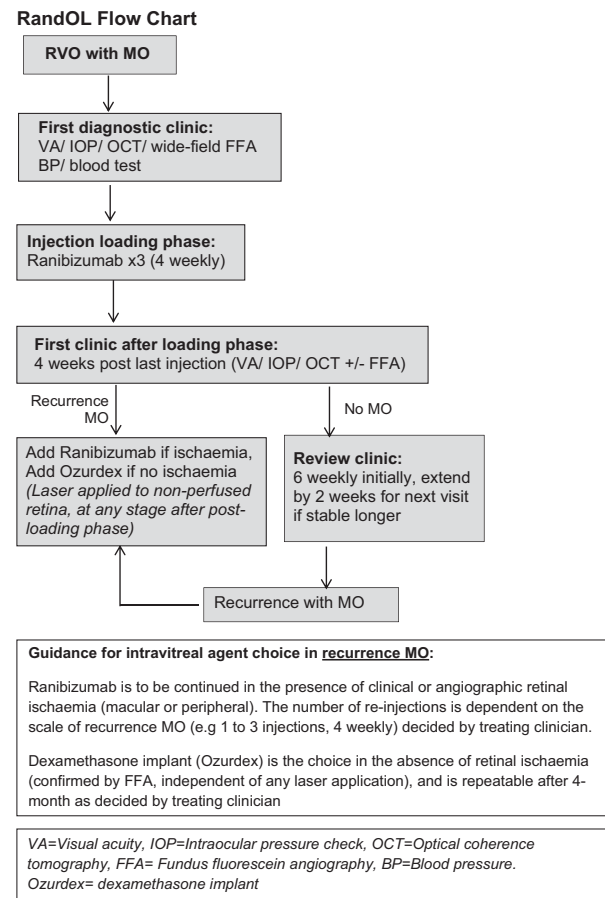 RandOL Flow Chart
RVO with MO
First diagnostic clinic:
VA/ IOP/ OCT/ wide-field FFA
BP/ blood test
Injection loading phase:
Ranibizumab x3 (4 weekly)
First clinic after loading phase:
4 weeks post last injection (VA/ IOP/ OCT +/- FFA)
Recurrence
MO
No MO
Add Ranibizumab if ischaemia,
Add Ozurdex if no ischaemia
(Laser applied to non-perfused
retina, at any stage after post-
loading phase)
Review clinic:
6 weekly initially, extend
by 2 weeks for next visit
if stable longer
Recurrence with MO
Guidance for intravitreal agent choice in recurrence MO:
Ranibizumab is to be continued in the presence of clinical or angiographic retinal
ischaemia (macular or peripheral). The number of re-injections is dependent on the
scale of recurrence MO (e.g 1 to 3 injections, 4 weekly) decided by treating clinician.
Dexamethasone implant (Ozurdex) is the choice in the absence of retinal ischaemia
(confirmed by FFA, independent of any laser application), and is repeatable after 4-
month as decided by treating clinician
VA=Visual acuity, IOP=Intraocular pressure check, OCT=Optical coherence
tomography, FFA= Fundus fluorescein angiography, BP=Blood pressure.
Ozurdex= dexamethasone implant